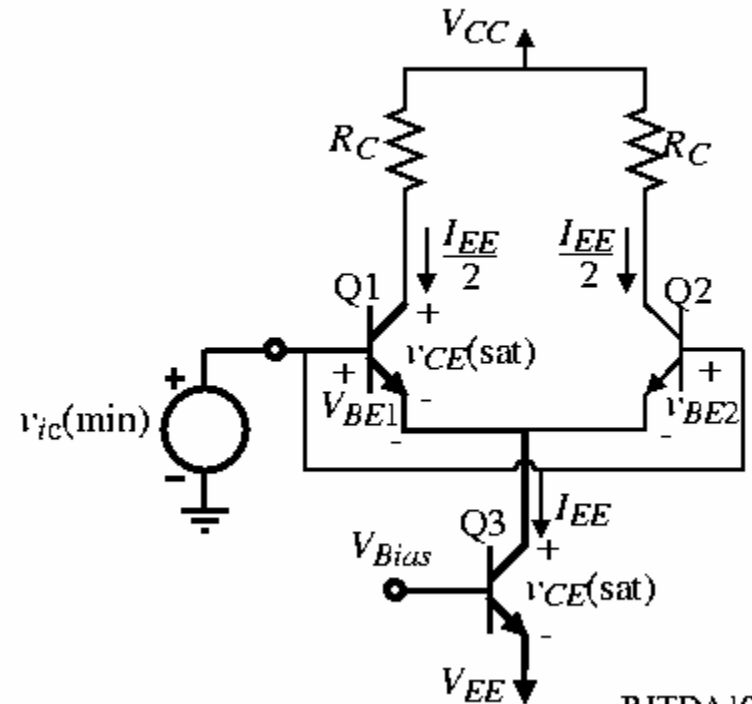 VCC
RC
RC
IEE
2
IEE
2
Q1
Q2
+
vCE(sat)
+
+
+
VBE1
-
vBE2
vic(min)
-
-
-
IEE
Q3
+
VBias
vCE(sat)
-
VEE